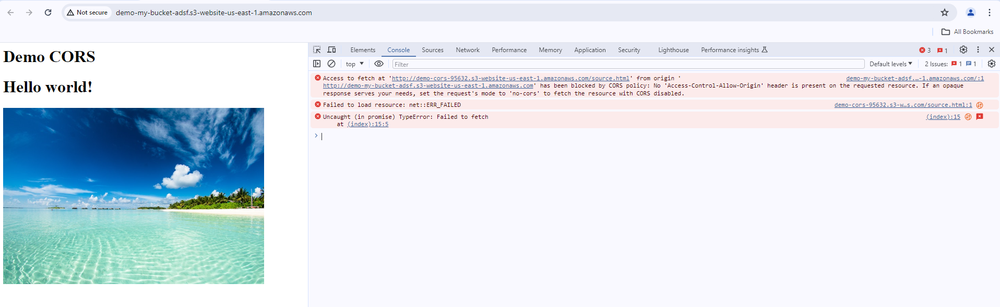 Not secure demo-my-bucket-adsf.s3-website-us-east-1.amazonaws.com
All Bookmarks
Demo CORS
Hello world!
Elements Console Sources Network Performance Memory Application Security Lighthouse Performance insights 3 1
top Filter Default levels 2 Issues: 1 1
Access to fetch at 'http://demo-cors-95632.s3-website-us-east-1.amazonaws.com/source.html' from origin ' demo-my-bucket-adsf.…-1.amazonaws.com/:1
http://demo-my-bucket-adsf.s3-website-us-east-1.amazonaws.com' has been blocked by CORS policy: No 'Access-Control-Allow-Origin' header is present on the requested resource. If an opaque
response serves your needs, set the request's mode to 'no-cors' to fetch the resource with CORS disabled.
Failed to load resource: net::ERR_FAILED demo-cors-95632.s3-w…s.com/source.html:1
Uncaught (in promise) TypeError: Failed to fetch (index):15
at (index):15:5